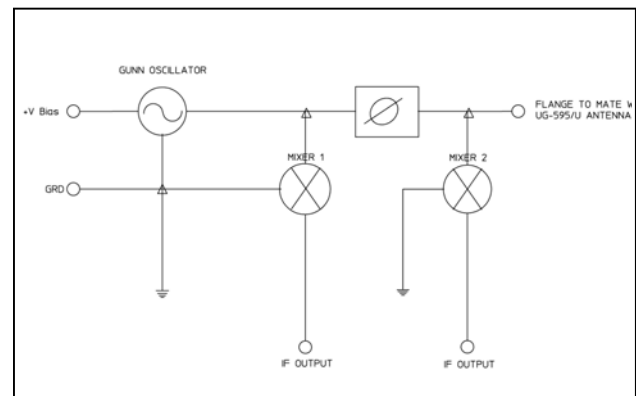 GUNN OSCILLATOR
+V Bias
FLANGE TO MATE W
UG-595/U ANTENNA
MIXER 1
MIXER 2
GRD
IF OUTPUT
IF OUTPUT